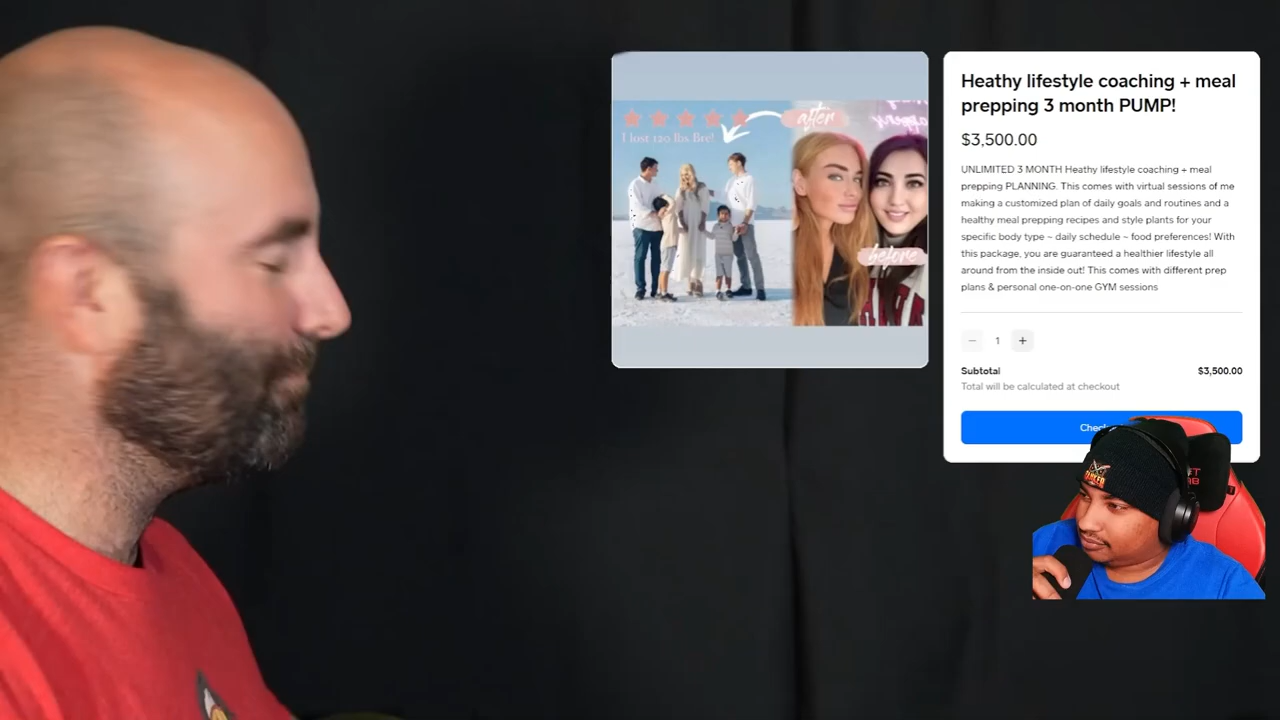 after
I lost 120 lbs Bre!
before
Heathy lifestyle coaching + meal
prepping 3 month PUMP!
$3,500.00
UNLIMITED 3 MONTH Heathy lifestyle coaching + meal
prepping PLANNING. This comes with virtual sessions of me
making a customized plan of daily goals and routines and a
healthy meal prepping recipes and style plants for your
specific body type ~ daily schedule ~ food preferences! With
this package, you are guaranteed a healthier lifestyle all
around from the inside out! This comes with different prep
plans & personal one-on-one GYM sessions
1
Subtotal $3,500.00
Total will be calculated at checkout